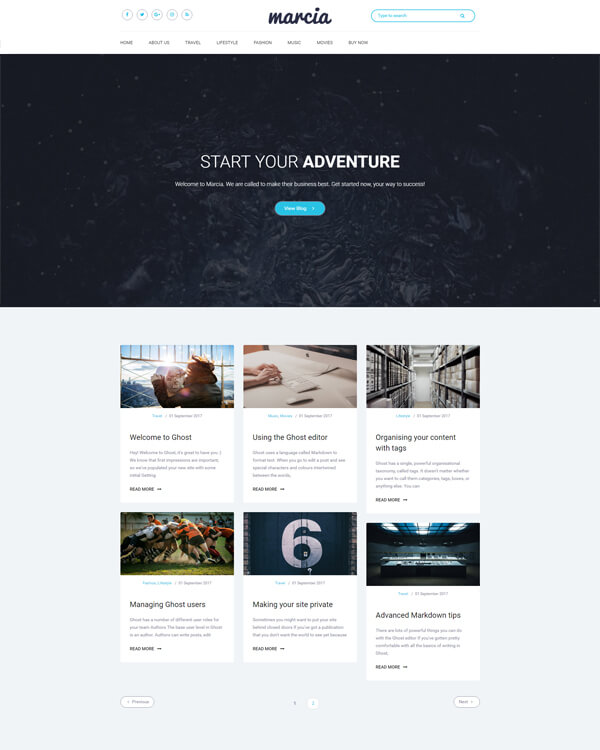 marcia
Type to search
HOME ABOUT US TRAVEL LIFESTYLE FASHION MUSIC MOVIES BUY NOW
START YOUR ADVENTURE
Welcome to Marcia. We are called to make their business best. Get started now, your way to success!
View Blog
Travel / 01 September 2017
Welcome to Ghost
Hey! Welcome to Ghost, it's great to have you :)
We know that first impressions are important,
so we've populated your new site with some
initial Getting
READ MORE
Music, Movies / 01 September 2017
Using the Ghost editor
Ghost uses a language called Markdown to
format text. When you go to edit a post and see
special characters and colours intertwined
between the words,
READ MORE
Lifestyle / 01 September 2017
Organising your content
with tags
Ghost has a single, powerful organisational
taxonomy, called tags. It doesn't matter whether
you want to call them categories, tags, boxes, or
anything else. You can
READ MORE
6
Fashion, Lifestyle / 01 September 2017
Managing Ghost users
Ghost has a number of different user roles for
your team Authors The base user level in Ghost
is an author. Authors can write posts, edit
READ MORE
Travel / 01 September 2017
Making your site private
Sometimes you might want to put your site
behind closed doors If you've got a publication
that you don't want the world to see yet because
READ MORE
Travel / 01 September 2017
Advanced Markdown tips
There are lots of powerful things you can do
with the Ghost editor If you've gotten pretty
comfortable with all the basics of writing in
Ghost,
READ MORE
Previous
1 2
Next